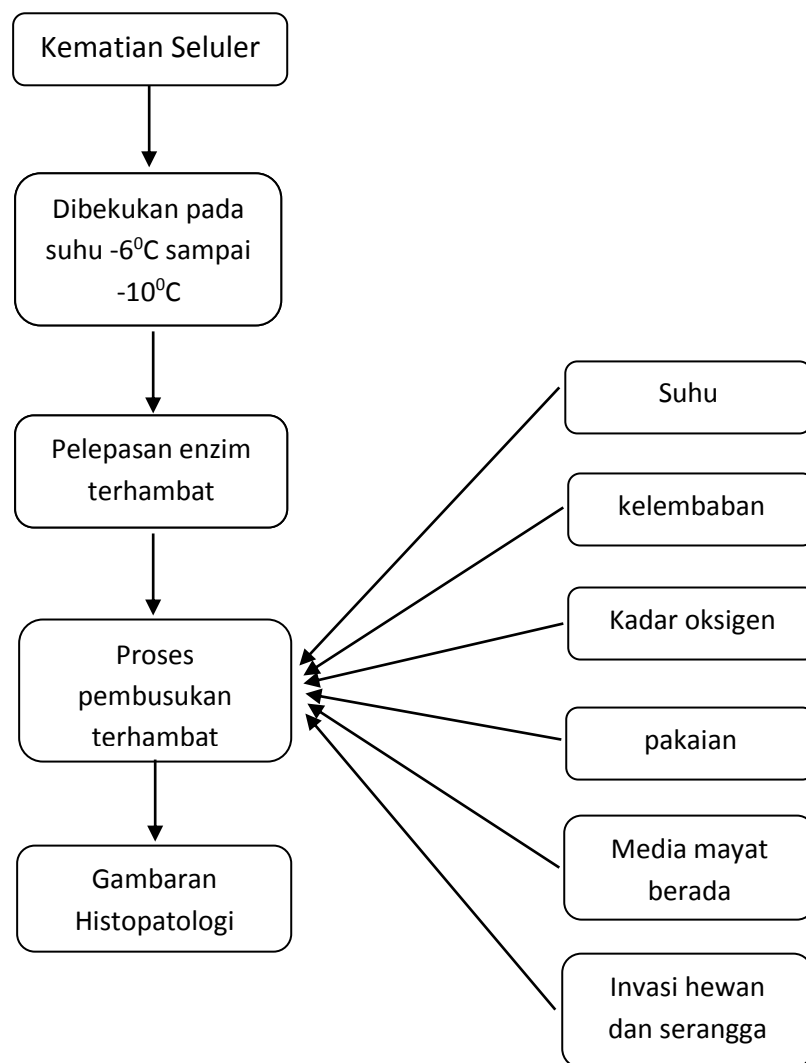 Kematian Seluler
Dibekukan pada
suhu -6⁰C sampai
-10⁰C
Pelepasan enzim
terhambat
Proses
pembusukan
terhambat
Gambaran
Histopatologi
Suhu
kelembaban
Kadar oksigen
pakaian
Media mayat
berada
Invasi hewan
dan serangga